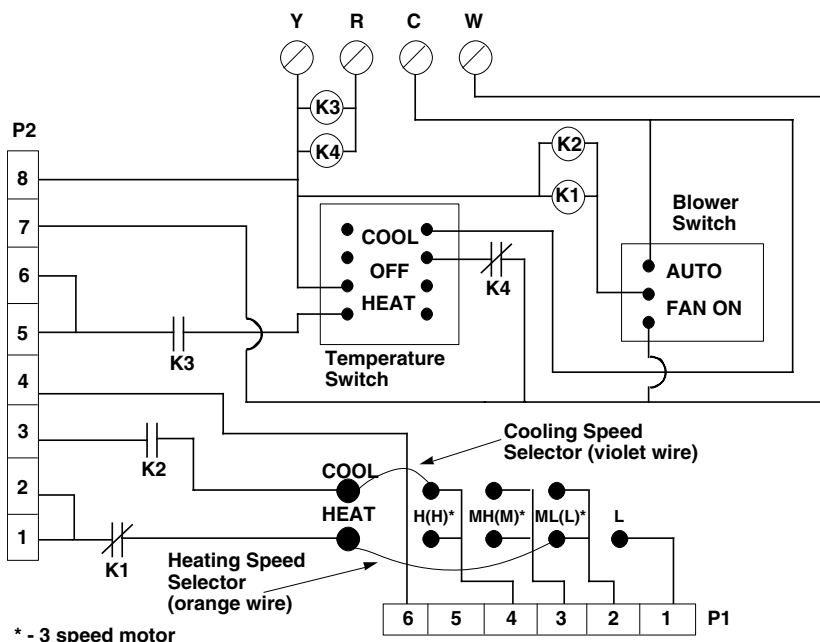 Y R C W
K3
P2
K4
K2
8
K1
Blower
Switch
7
COOL
AUTO
6
OFF
K4
FAN ON
HEAT
5
K3
Temperature
Switch
4
Cooling Speed
Selector (violet wire)
3
K2
COOL
2
HEAT
H(H)* MH(M)* ML(L)* L
1
K1
Heating Speed
Selector
(orange wire)
6 5 4 3 2 1 P1
* - 3 speed motor